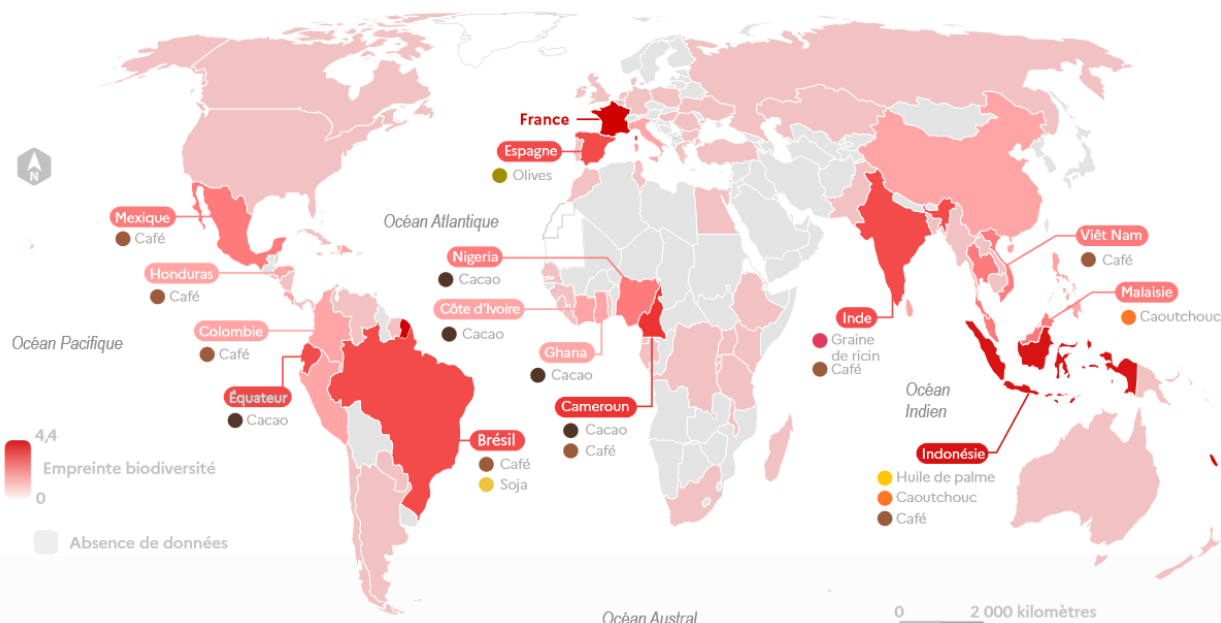 N
France
Espagne
Olives
Océan Atlantique
Mexique
Café
Honduras
Café
Nigeria
Cacao
Côte d'Ivoire
Cacao
Ghana
Cacao
Viêt Nam
Café
Malaisie
Caoutchouc
Océan Pacifique
Colombie
Café
Équateur
Cacao
Inde
Graine
de ricin
Café
Océan
Indien
Cameroun
Cacao
Café
Brésil
Café
Soja
Indonésie
Huile de palme
Caoutchouc
Café
4,4
Empreinte biodiversité
0
Absence de données
Océan Austral
0 2 000 kilomètres